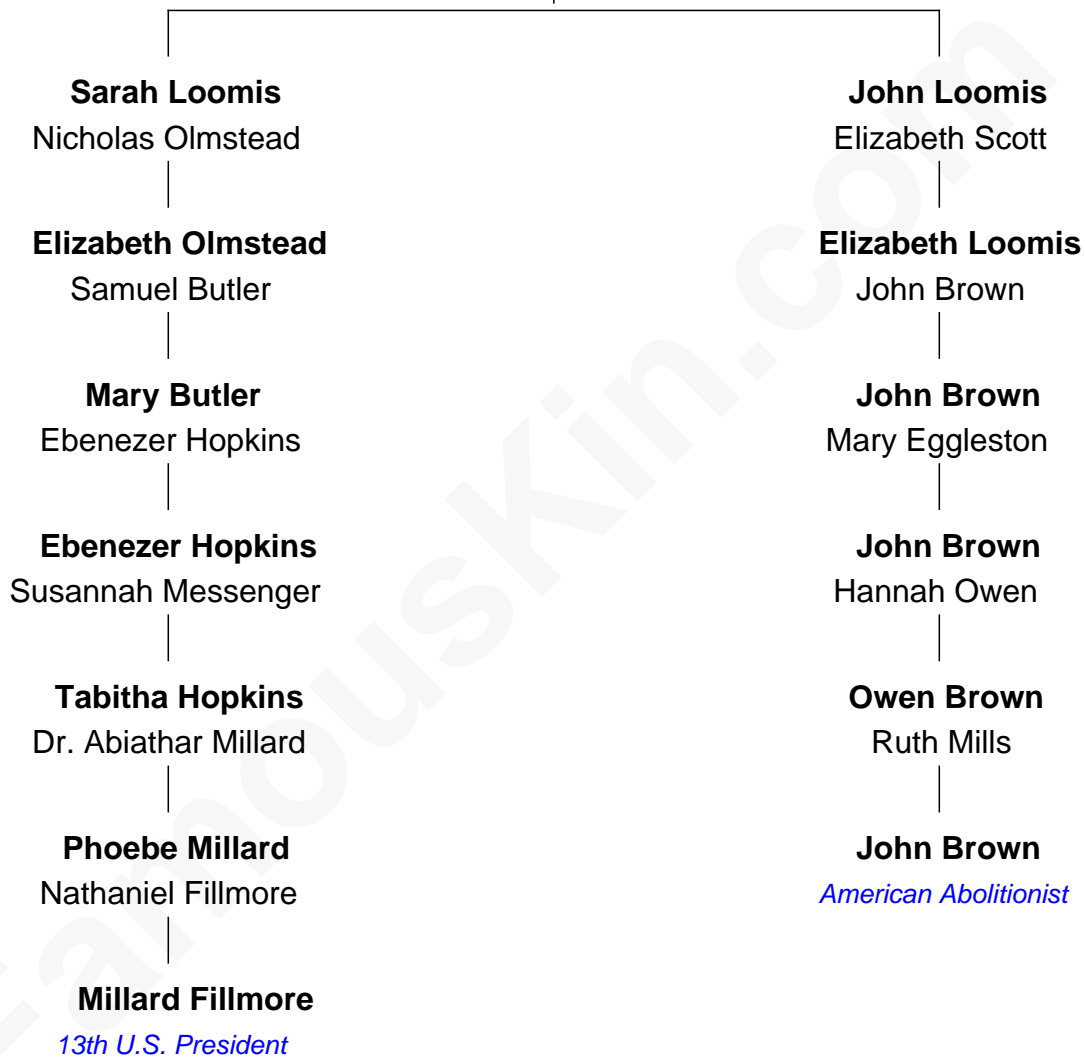 Sarah Loomis
Nicholas Olmstead
John Loomis
Elizabeth Scott
Elizabeth Olmstead
Samuel Butler
Elizabeth Loomis
John Brown
Mary Butler
Ebenezer Hopkins
John Brown
Mary Eggleston
Ebenezer Hopkins
Susannah Messenger
John Brown
Hannah Owen
Tabitha Hopkins
Dr. Abiathar Millard
Owen Brown
Ruth Mills
Phoebe Millard
Nathaniel Fillmore
John Brown
American Abolitionist
Millard Fillmore
13th U.S. President
FamousKin.com